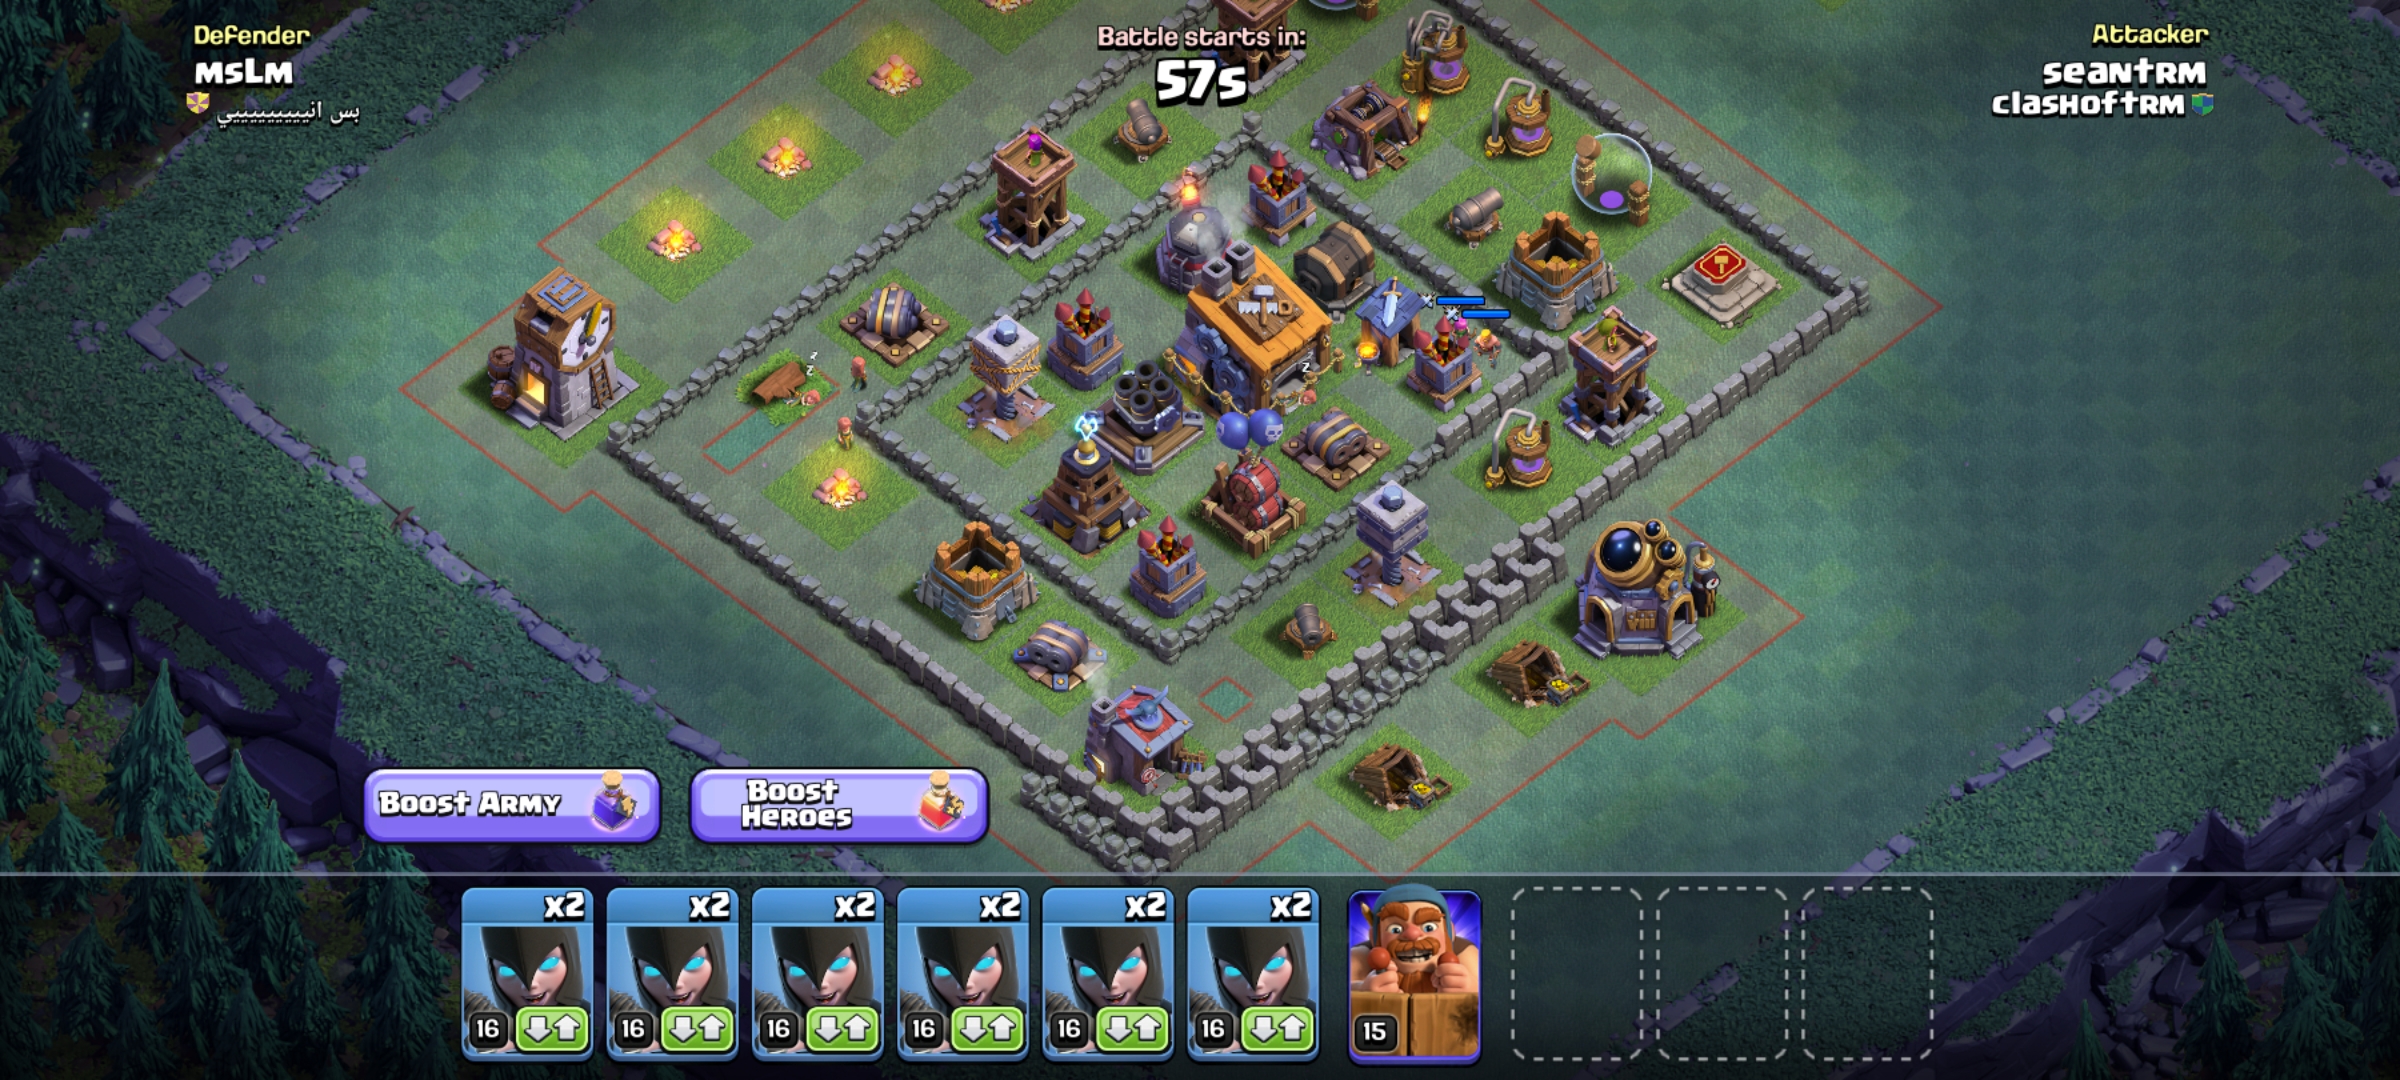 Defender
msLm
بس انيييييييييي
Battle starts in:
57s
Attacker
seantRM
clashoftRM
z
z
z
Boost Army
Boost
Heroes
x2
x2
x2
x2
x2
x2
16
16
16
16
16
16
15